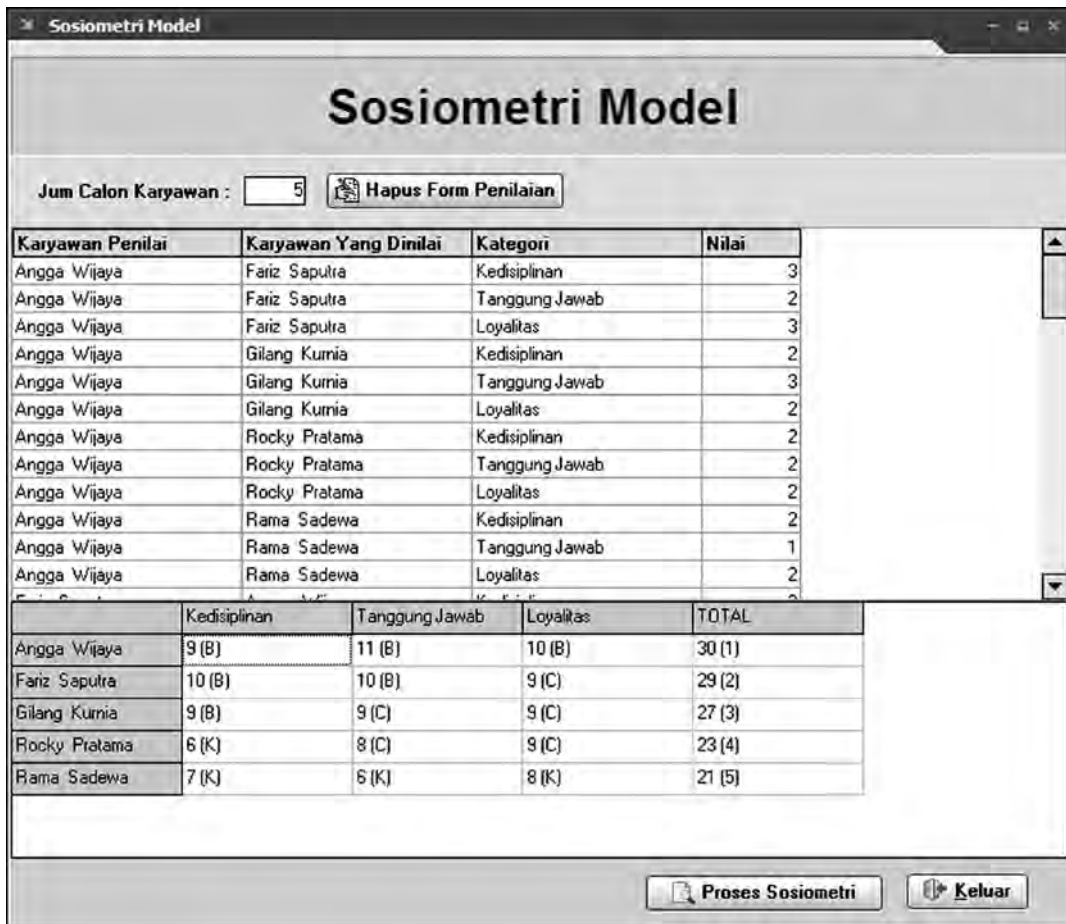 Sosiometri Model
Sosiometri Model
Jum Calon Karyawan : 5 Hapus Form Penilaian
Karyawan Penilai Karyawan Yang Dinilai Kategori Nilai
Angga Wijaya Fariz Saputra Kedisiplinan 3
Angga Wijaya Fariz Saputra Tanggung Jawab 2
Angga Wijaya Fariz Saputra Loyalitas 3
Angga Wijaya Gilang Kurnia Kedisiplinan 2
Angga Wijaya Gilang Kurnia Tanggung Jawab 3
Angga Wijaya Gilang Kurnia Loyalitas 2
Angga Wijaya Rocky Pratama Kedisiplinan 2
Angga Wijaya Rocky Pratama Tanggung Jawab 2
Angga Wijaya Rocky Pratama Loyalitas 2
Angga Wijaya Rama Sadewa Kedisiplinan 2
Angga Wijaya Rama Sadewa Tanggung Jawab 1
Angga Wijaya Rama Sadewa Loyalitas 2
Kedisiplinan Tanggung Jawab Loyalitas TOTAL
Angga Wijaya 9 (B) 11 (B) 10 (B) 30 (1)
Fariz Saputra 10 (B) 10 (B) 9 (C) 29 (2)
Gilang Kurnia 9 (B) 9 (C) 9 (C) 27 (3)
Rocky Pratama 6 (K) 8 (C) 9 (C) 23 (4)
Rama Sadewa 7 (K) 6 (K) 8 (K) 21 (5)
Proses Sosiometri Keluar